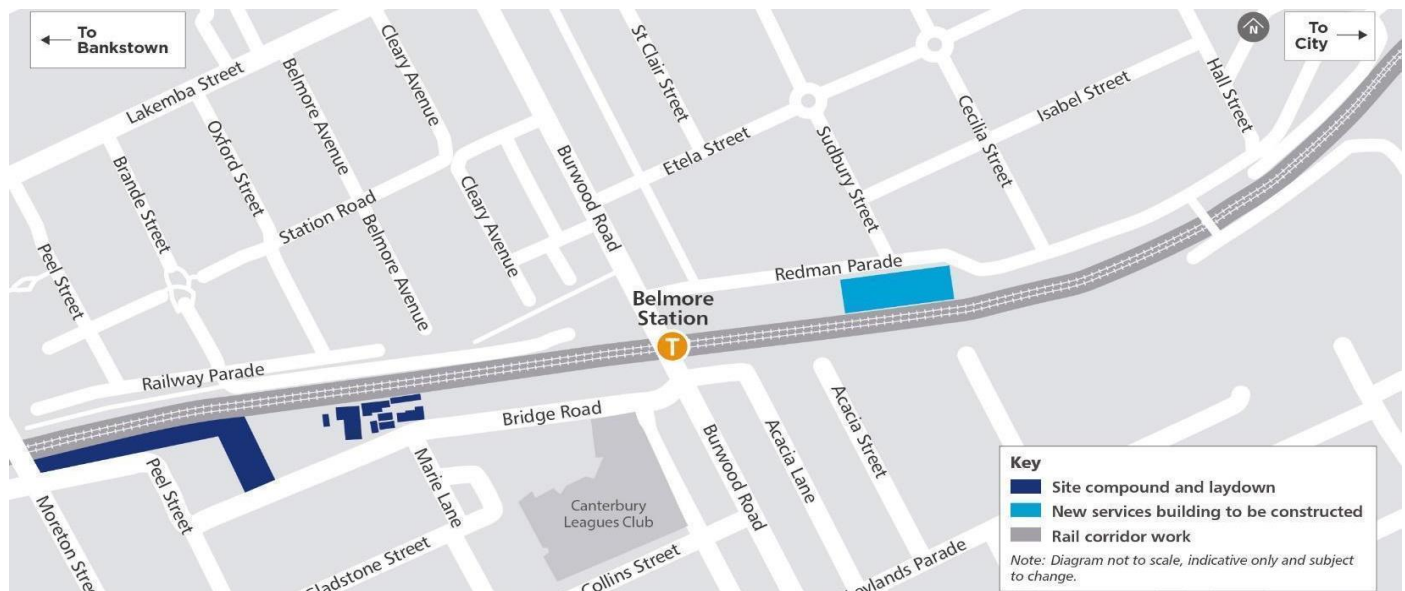 To
Bankstown
To
City
N
Lakemba Street
Cleary Avenue
Belmore Avenue
St Clair Street
Hall Street
Isabel Street
Cecilia Street
Oxford Street
Brande Street
Burwood Road
Etela Street
Sudbury Street
Station Road
Cleary Avenue
Belmore Avenue
Peel Street
Redman Parade
Belmore
Station
T
Railway Parade
Bridge Road
Acacia Street
Acacia Lane
Burwood Road
Marie Lane
Peel Street
Moreton Stre
Canterbury
Leagues Club
Gladstone Street
Collins Street
eylands Parade
Key
Site compound and laydown
New services building to be constructed
Rail corridor work
Note: Diagram not to scale, indicative only and subject
to change.